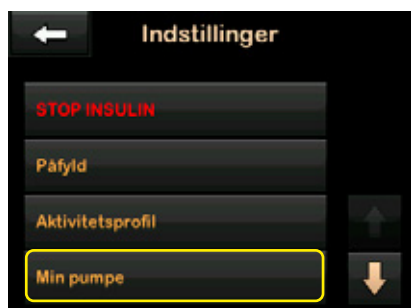 Indstillinger
STOP INSULIN
Påfyld
Aktivitetsprofil
Min pumpe